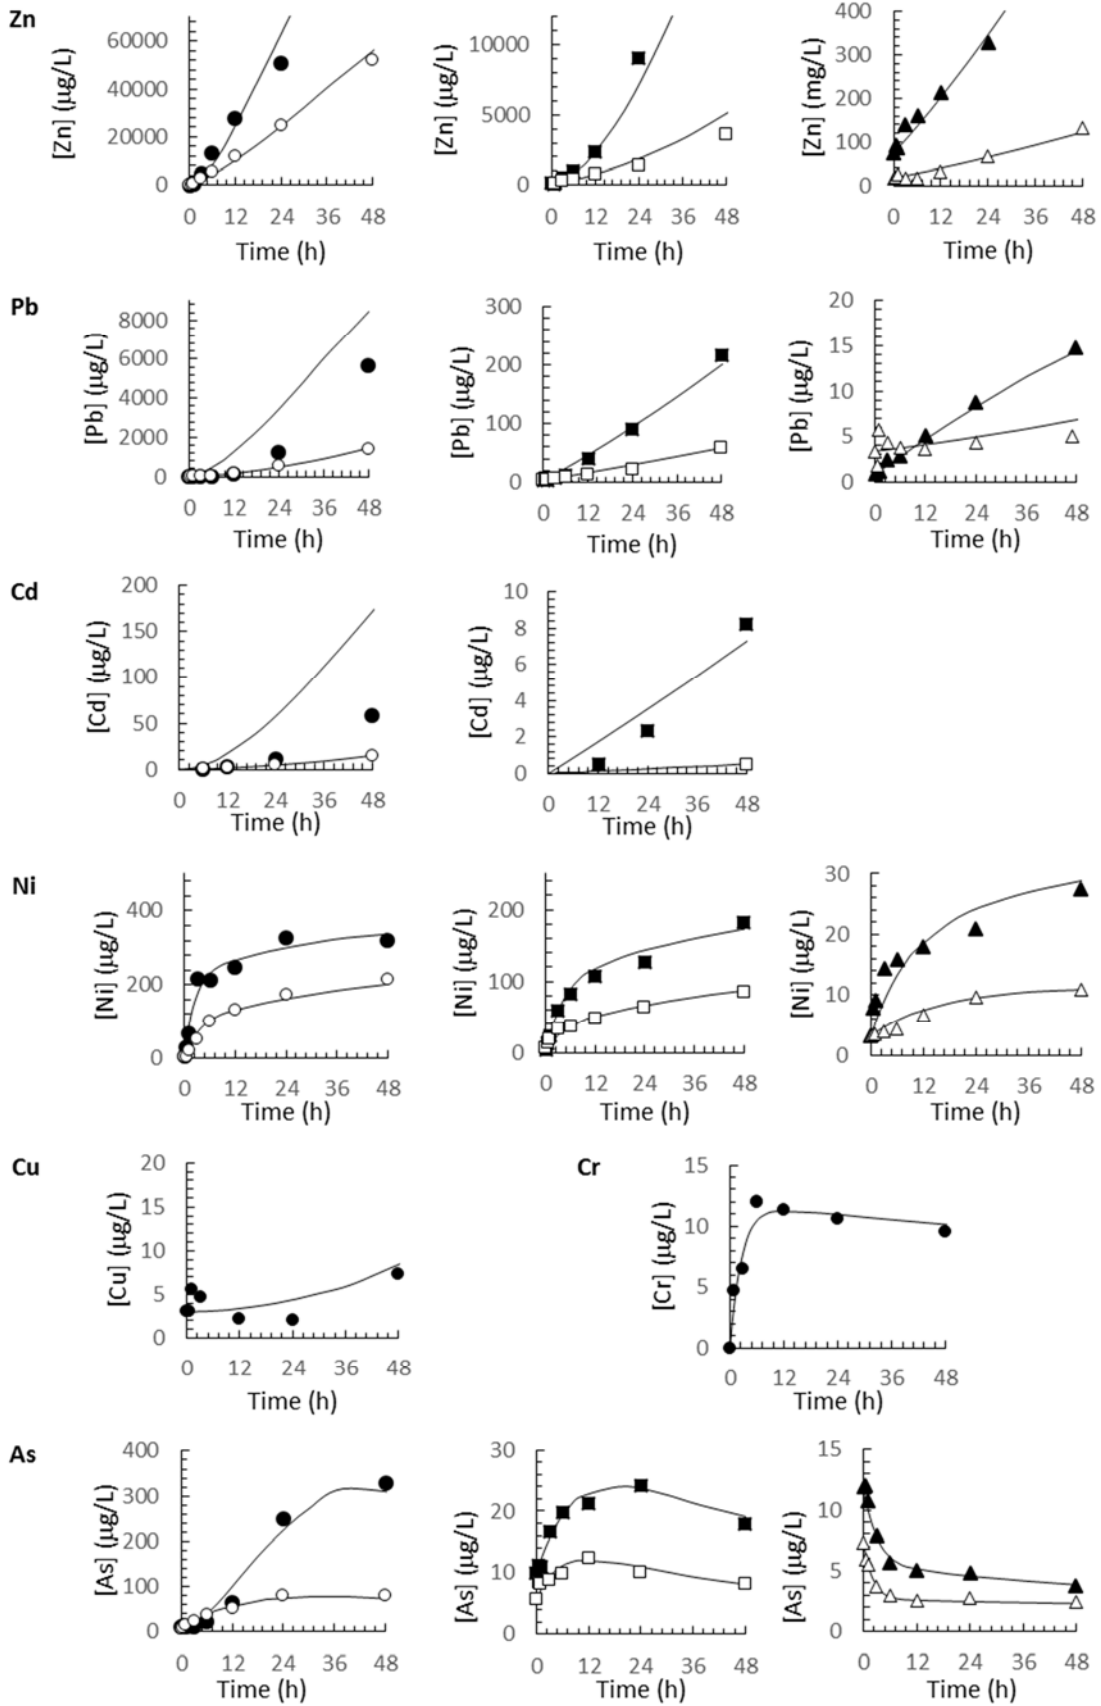 Zn
[Zn] (µg/L)
60000
40000
20000
0
0 12 24 36 48
Time (h)
[Zn] (µg/L)
10000
5000
0
0 12 24 36 48
Time (h)
[Zn] (mg/L)
400
300
200
100
0
0 12 24 36 48
Time (h)
Pb
[Pb] (µg/L)
8000
6000
4000
2000
0
0 12 24 36 48
Time (h)
[Pb] (µg/L)
300
200
100
0
0 12 24 36 48
Time (h)
[Pb] (µg/L)
20
15
10
5
0
0 12 24 36 48
Time (h)
Cd
[Cd] (µg/L)
200
150
100
50
0
0 12 24 36 48
Time (h)
[Cd] (µg/L)
10
8
6
4
2
0
0 12 24 36 48
Time (h)
Ni
[Ni] (µg/L)
400
200
0
0 12 24 36 48
Time (h)
[Ni] (µg/L)
200
100
0
0 12 24 36 48
Time (h)
[Ni] (µg/L)
30
20
10
0
0 12 24 36 48
Time (h)
Cu
[Cu] (µg/L)
20
15
10
5
0
0 12 24 36 48
Time (h)
Cr
[Cr] (µg/L)
15
10
5
0
0 12 24 36 48
Time (h)
As
[As] (µg/L)
400
300
200
100
0
0 12 24 36 48
Time (h)
[As] (µg/L)
30
20
10
0
0 12 24 36 48
Time (h)
[As] (µg/L)
15
10
5
0
0 12 24 36 48
Time (h)